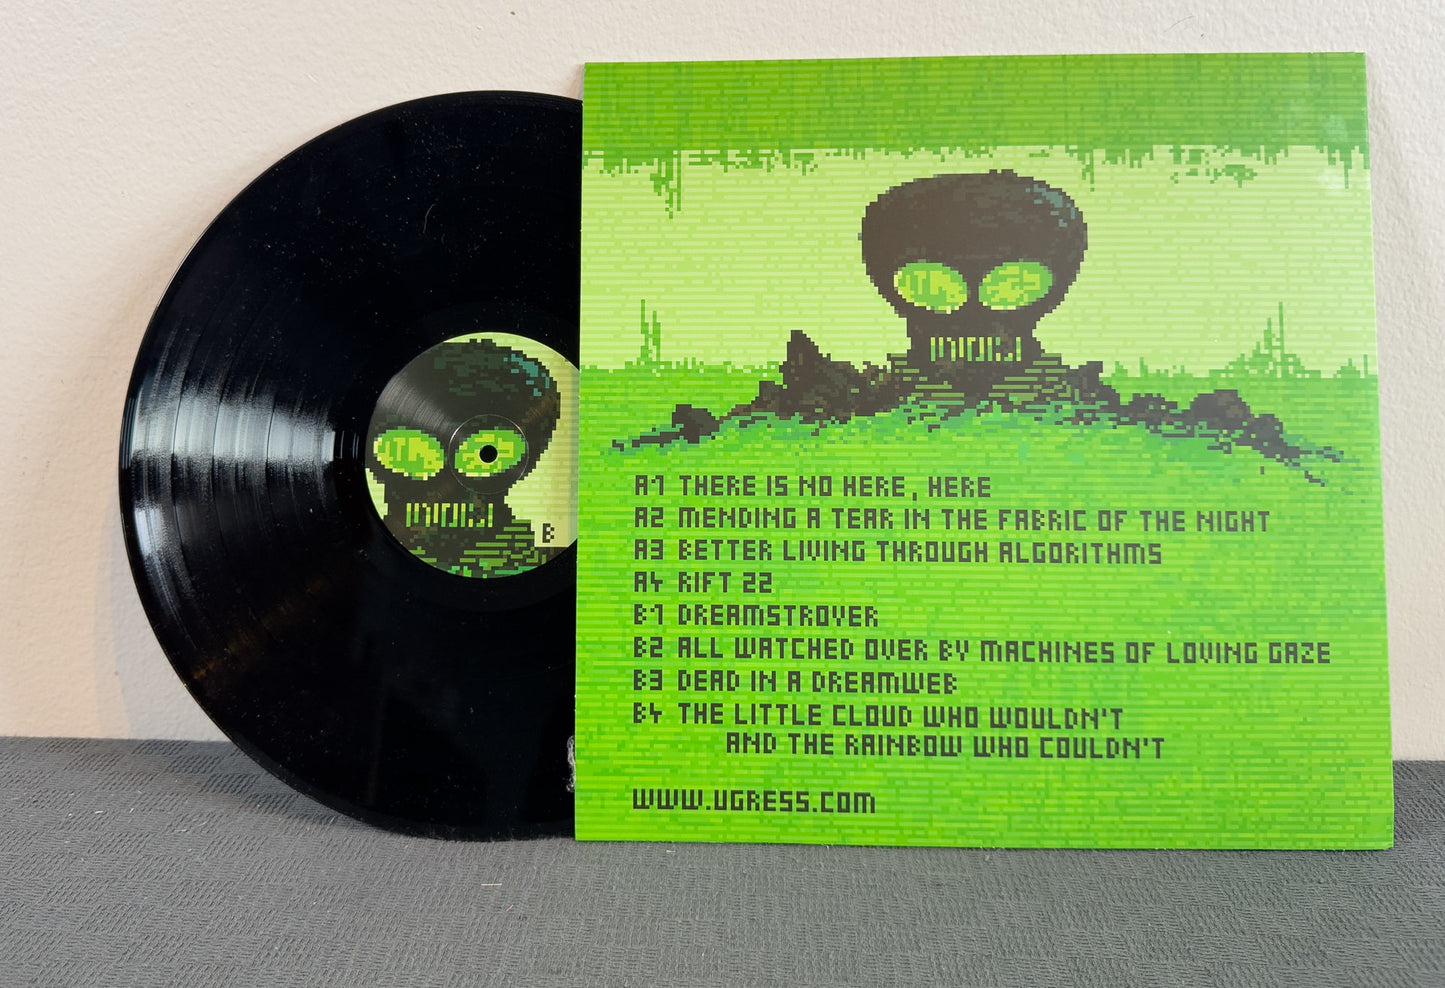 B
A1 THERE IS NO HERE, HERE
A2 MENDING A TEAR IN THE FABRIC OF THE NIGHT
A3 BETTER LIVING THROUGH ALGORITHMS
A4 RIFT 22
B1 DREAMSTROVER
B2 ALL WATCHED OVER BY MACHINES OF LOVING GAZE
B3 DEAD IN A DREAMWEB
B4 THE LITTLE CLOUD WHO WOULDN'T
AND THE RAINBOW WHO COULDN'T
WWW.UGRESS.COM